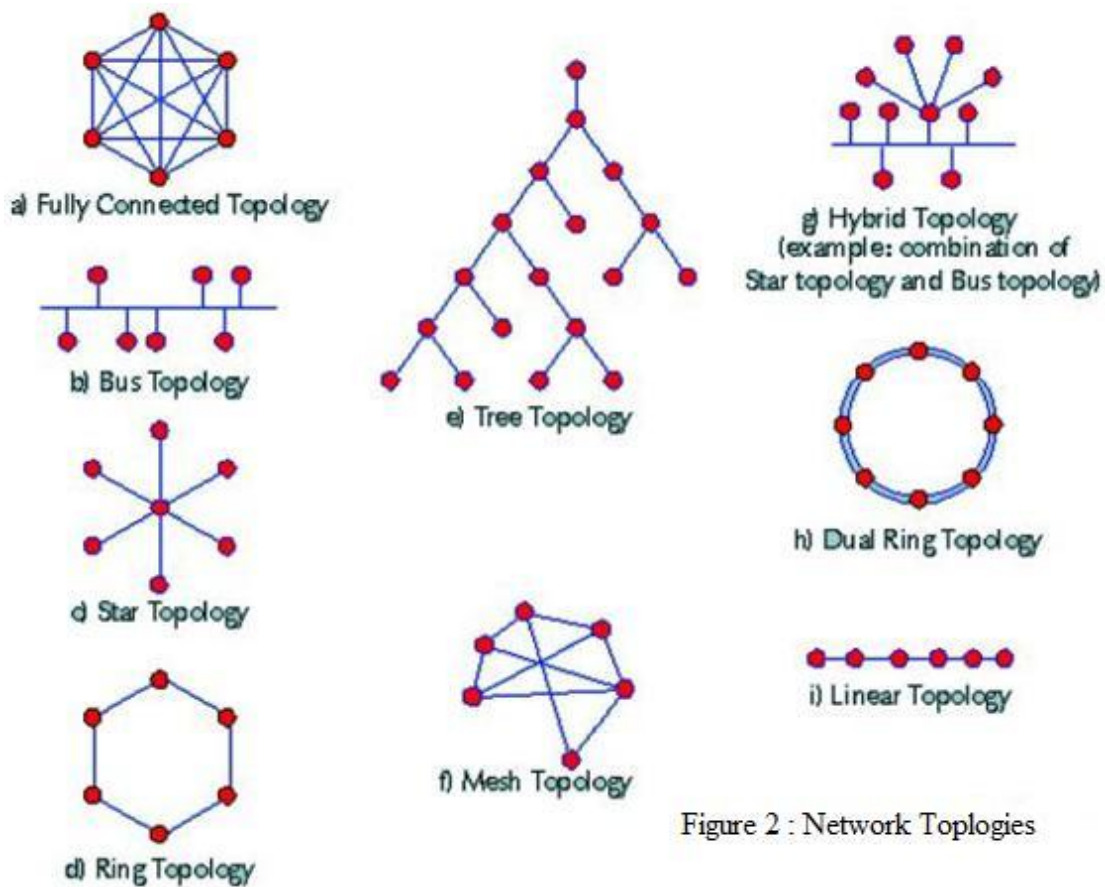 a) Fully Connected Topology
b) Bus Topology
c) Star Topology
d) Ring Topology
e) Tree Topology
f) Mesh Topology
g) Hybrid Topology
(example: combination of
Star topology and Bus topology)
h) Dual Ring Topology
i) Linear Topology
Figure 2 : Network Toplogies